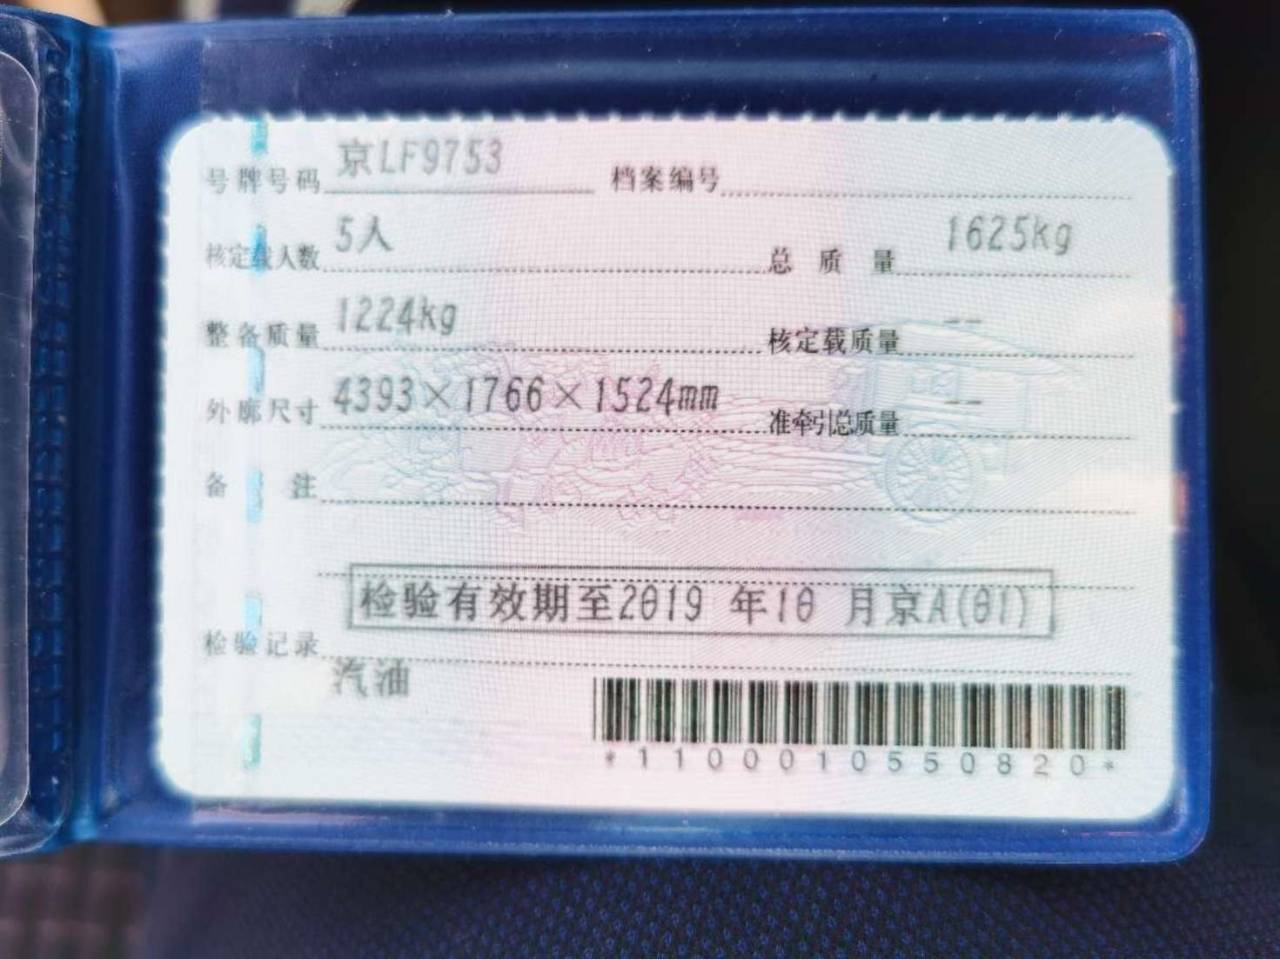 号牌号码 京LF9753 档案编号
核定载人数 5人 总质量 1625kg
整备质量 1224kg 核定载质量 --
外廓尺寸 4393×1766×1524mm 准牵引总质量 --
备注
检验记录 检验有效期至2019 年10 月京A(01)
汽油
*1100010550820*